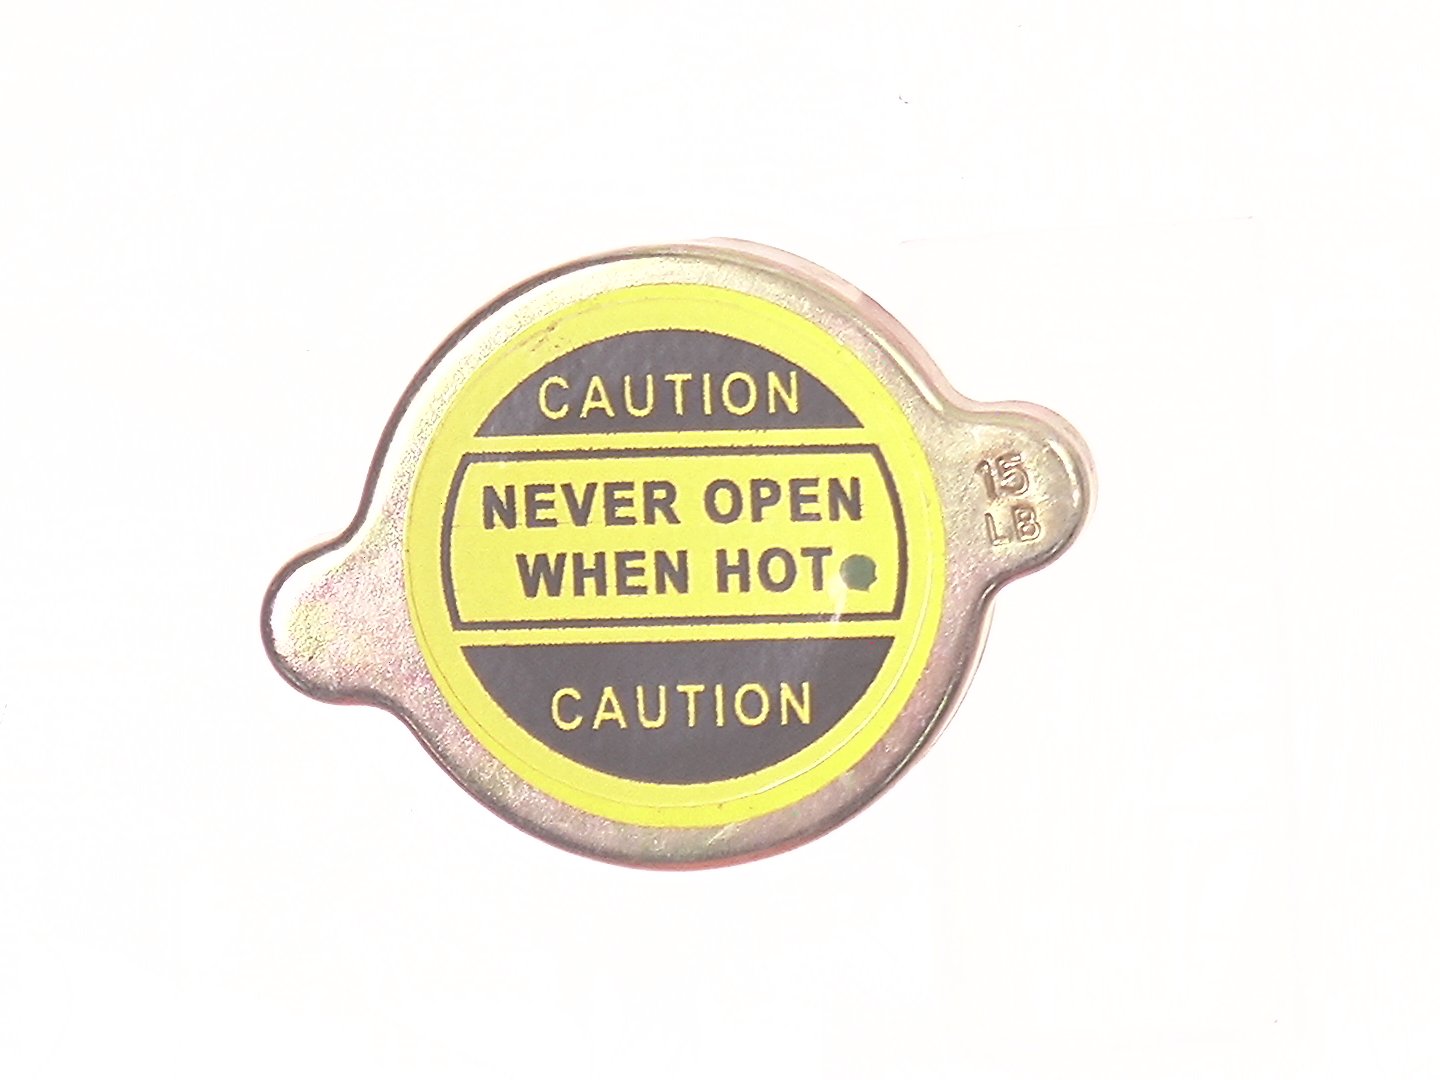 CAUTION
NEVER OPEN
WHEN HOT
CAUTION
15
LB